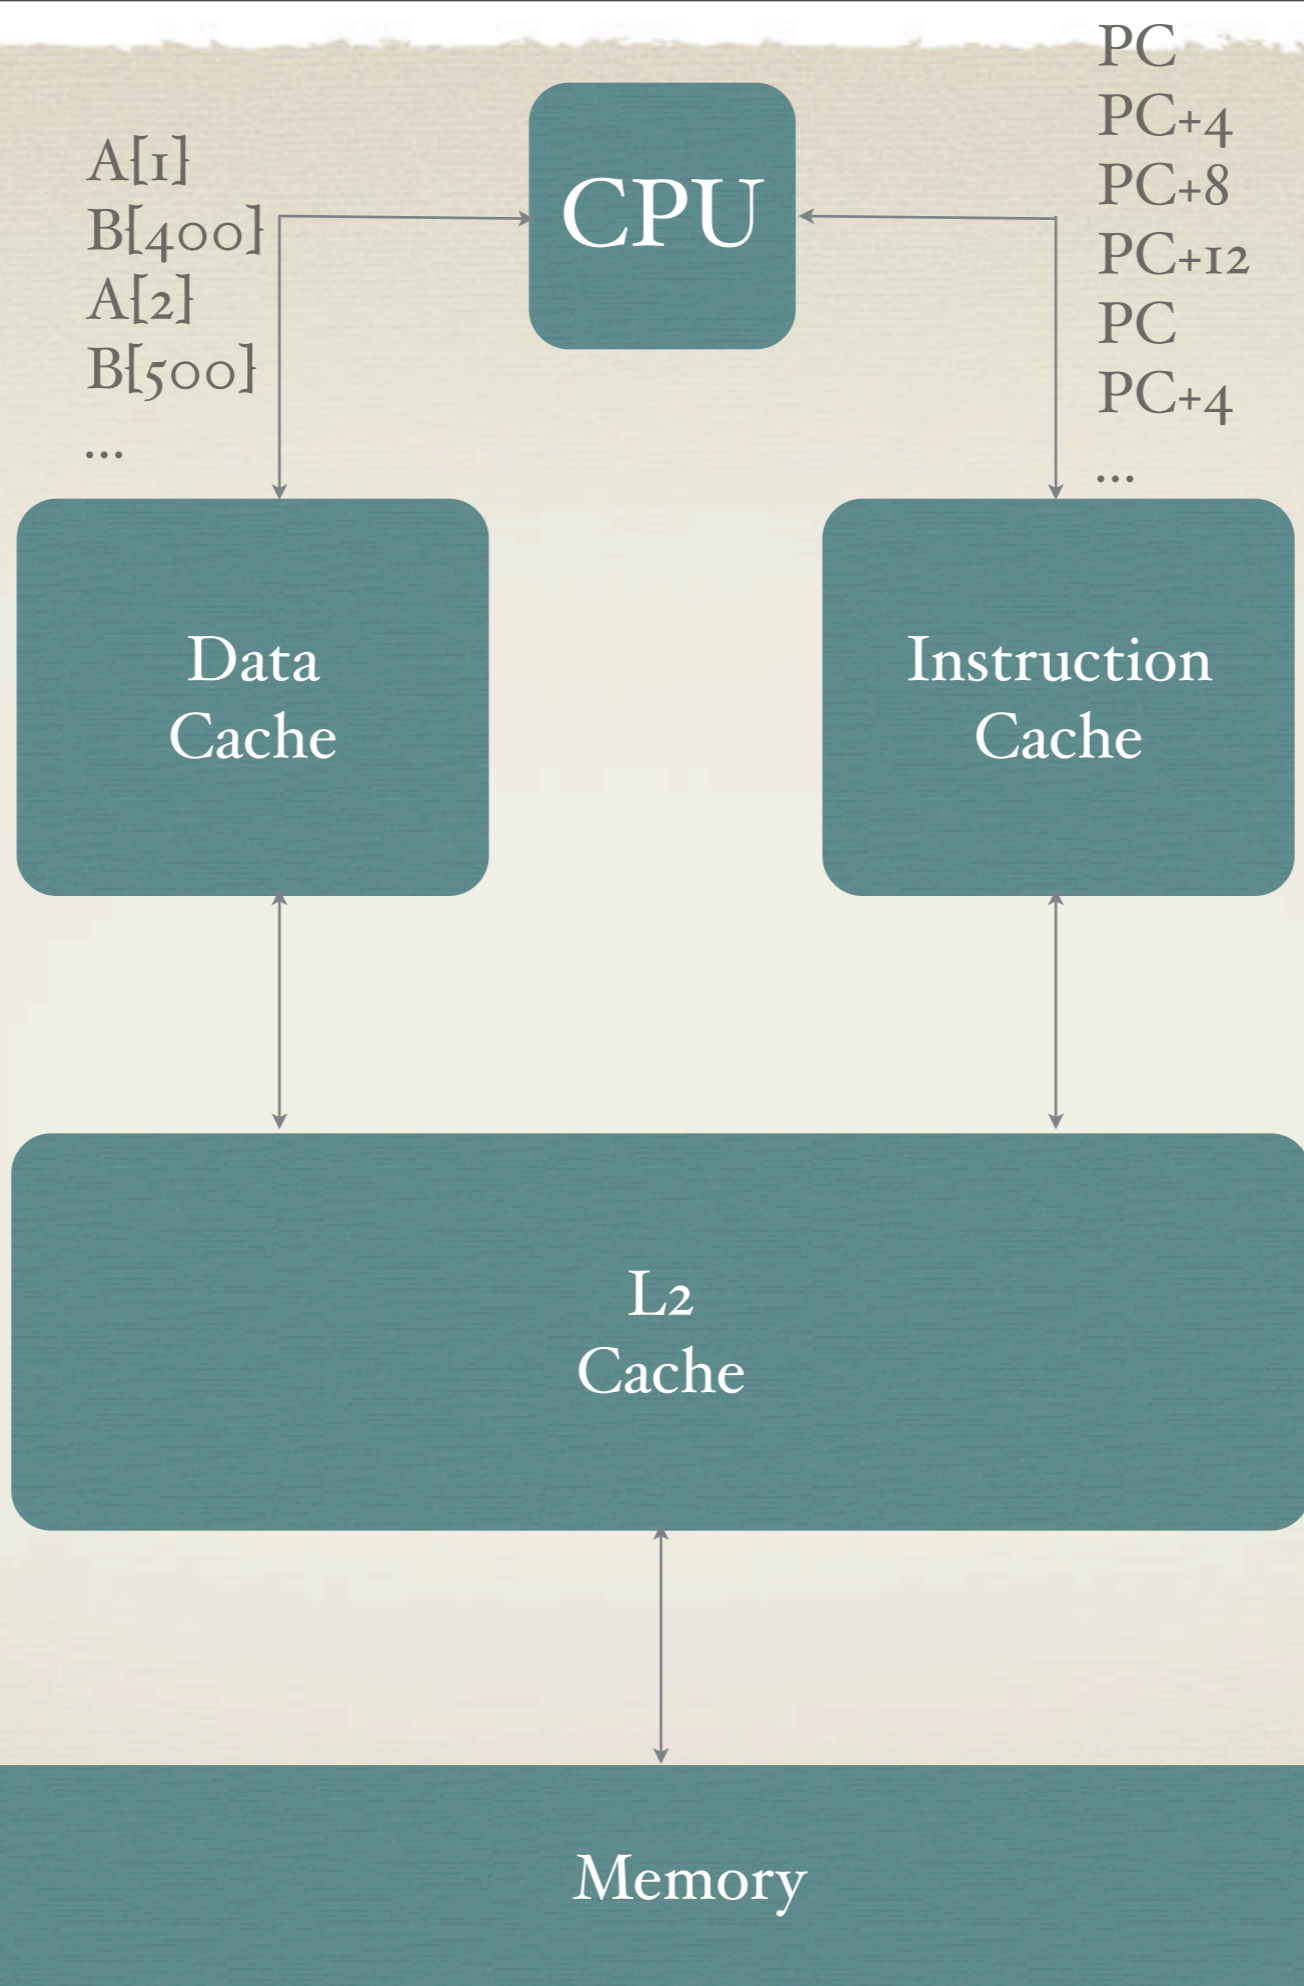 PC
PC+4
PC+8
PC+12
PC
PC+4
...
A[1]
B[400]
A[2]
B[500]
...
CPU
Data
Cache
Instruction
Cache
L2
Cache
Memory